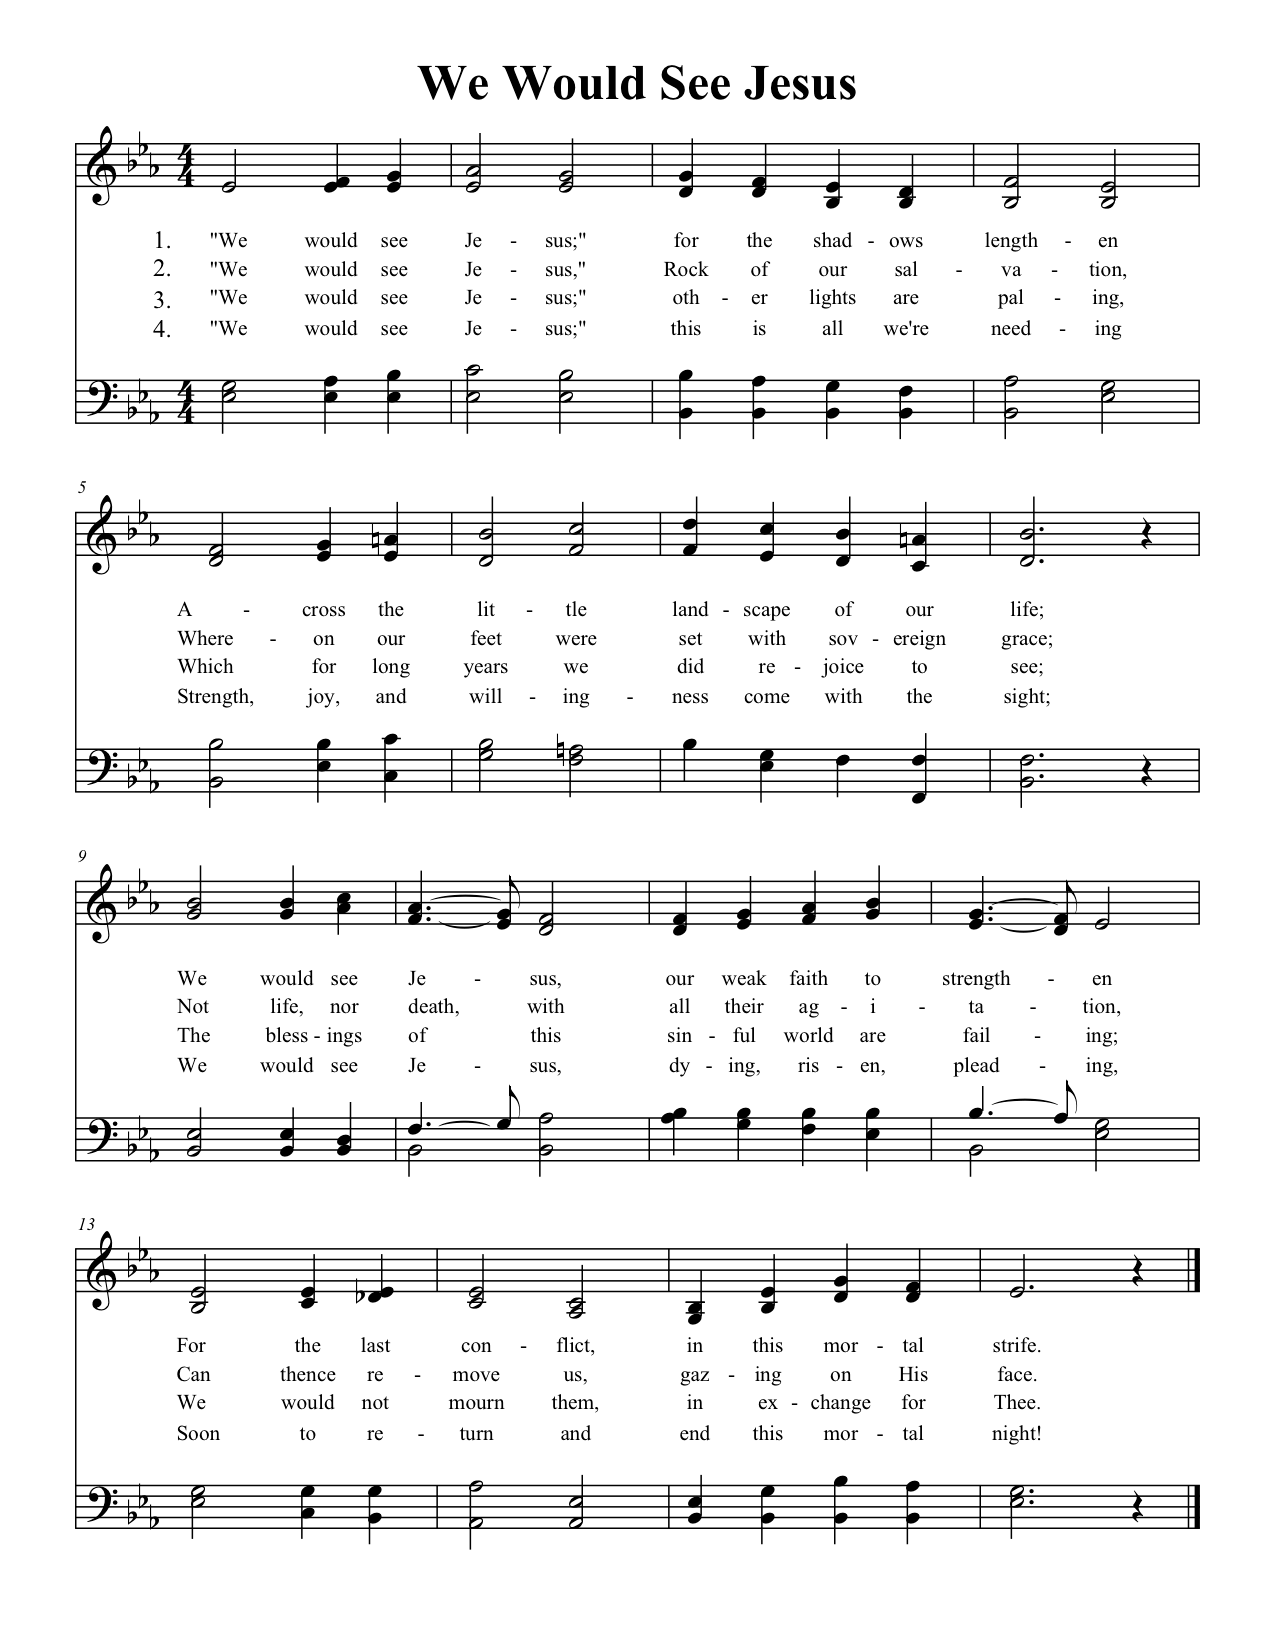 We Would See Jesus
1. "We would see Je - sus;" for the shad - ows length - en
2. "We would see Je - sus," Rock of our sal - va - tion,
3. "We would see Je - sus;" oth - er lights are pal - ing,
4. "We would see Je - sus;" this is all we're need - ing
5
A - cross the lit - tle land - scape of our life;
Where - on our feet were set with sov - ereign grace;
Which for long years we did re - joice to see;
Strength, joy, and will - ing - ness come with the sight;
9
We would see Je - sus, our weak faith to strength - en
Not life, nor death, with all their ag - i - ta - tion,
The bless - ings of this sin - ful world are fail - ing;
We would see Je - sus, dy - ing, ris - en, plead - ing,
13
For the last con - flict, in this mor - tal strife.
Can thence re - move us, gaz - ing on His face.
We would not mourn them, in ex - change for Thee.
Soon to re - turn and end this mor - tal night!